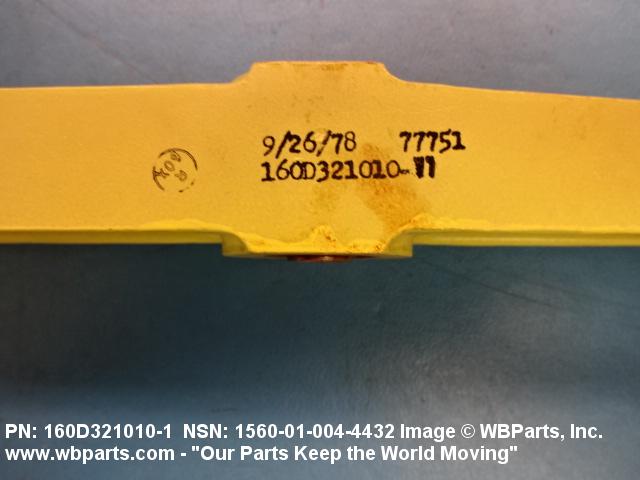 9/26/78 77751
160D321010-11
PN: 160D321010-1 NSN: 1560-01-004-4432 Image © WBParts, Inc.
www.wbparts.com - "Our Parts Keep the World Moving"